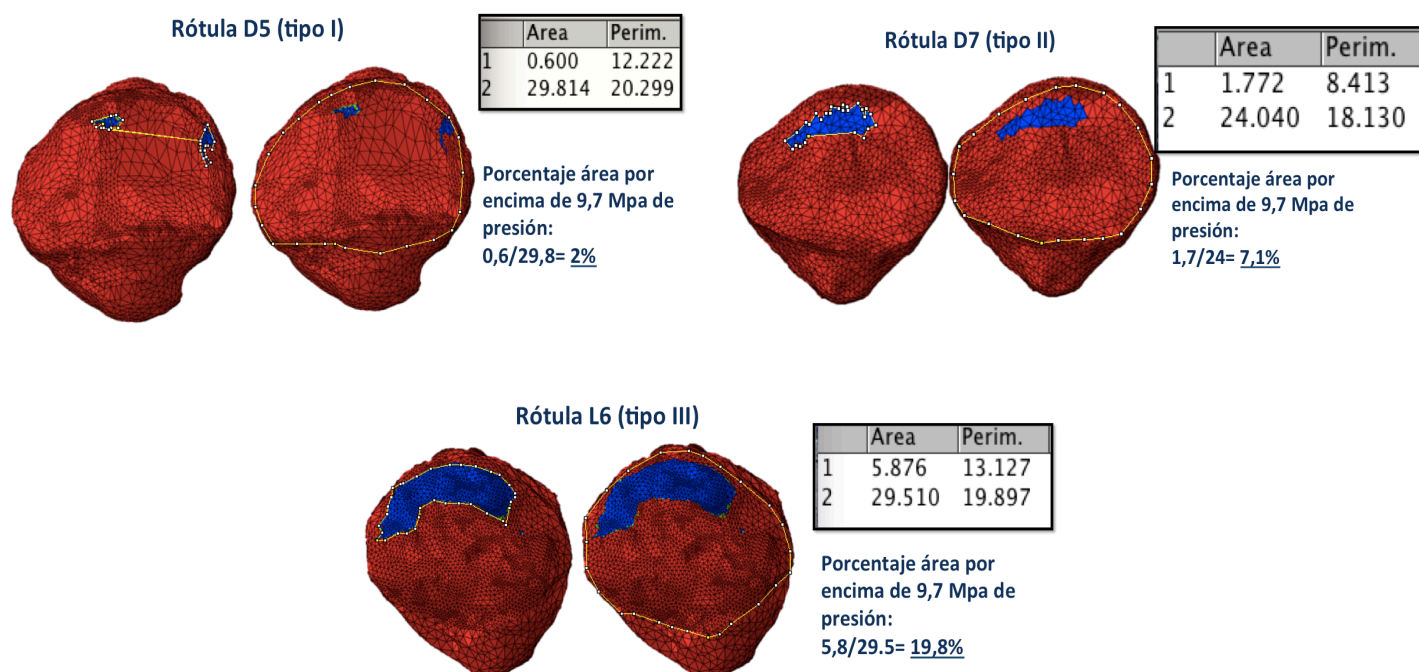 Rótula D5 (tipo I)
Area Perim.
1 0.600 12.222
2 29.814 20.299
Porcentaje área por
encima de 9,7 Mpa de
presión:
0,6/29,8= 2%
Rótula D7 (tipo II)
Area Perim.
1 1.772 8.413
2 24.040 18.130
Porcentaje área por
encima de 9,7 Mpa de
presión:
1,7/24= 7,1%
Rótula L6 (tipo III)
Area Perim.
1 5.876 13.127
2 29.510 19.897
Porcentaje área por
encima de 9,7 Mpa de
presión:
5,8/29.5= 19,8%